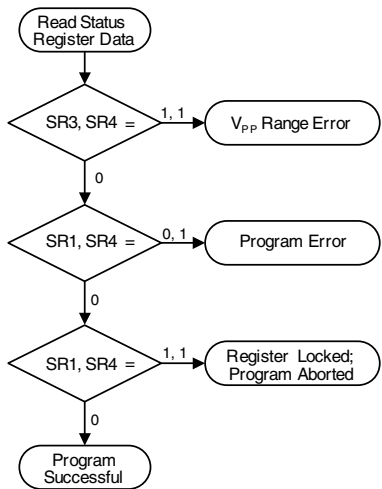 Read Status
Register Data
SR3, SR4 =
1, 1
V_PP Range Error
0
SR1, SR4 =
0, 1
Program Error
0
SR1, SR4 =
1, 1
Register Locked;
Program Aborted
0
Program
Successful